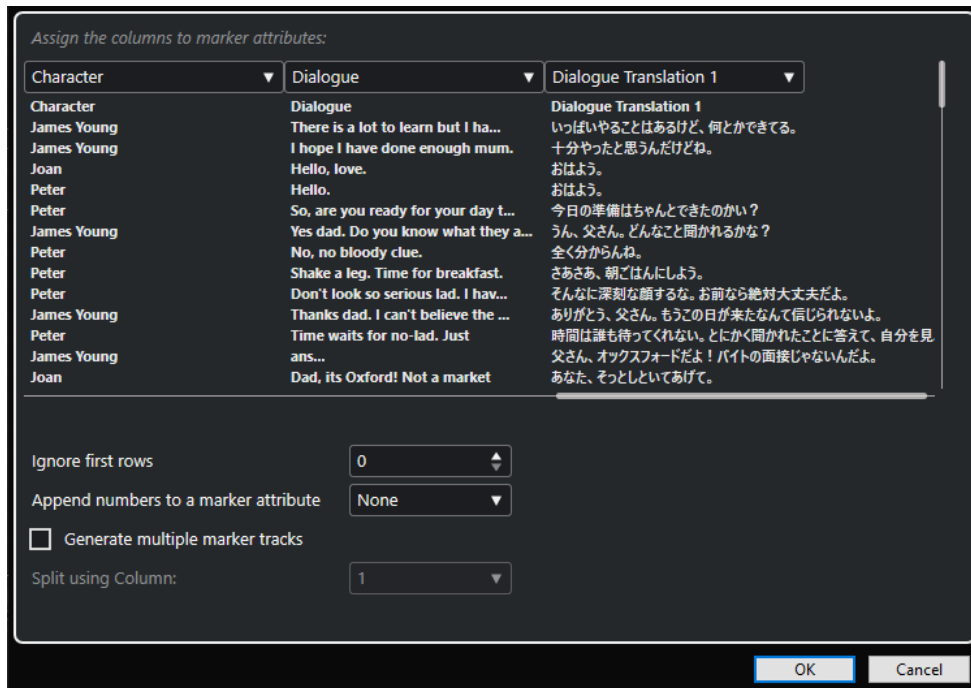 Assign the columns to marker attributes:
Character Dialogue Dialogue Translation 1
Character Dialogue Dialogue Translation 1
James Young There is a lot to learn but I ha... いっぱいやることはあるけど、何とかできてる。
James Young I hope I have done enough mum. 十分やったと思うんだけどね。
Joan Hello, love. おはよう。
Peter Hello. おはよう。
Peter So, are you ready for your day t... 今日の準備はちゃんとできたのかい？
James Young Yes dad. Do you know what they a... うん、父さん。どんなこと聞かれるかな？
Peter No, no bloody clue. 全く分からんね。
Peter Shake a leg. Time for breakfast. さあさあ、朝ごはんにしよう。
Peter Don't look so serious lad. I hav... そんなに深刻な顔するな。お前なら絶対大丈夫だよ。
James Young Thanks dad. I can't believe the ... ありがとう、父さん。もうこの日が来たなんて信じられないよ。
Peter Time waits for no-lad. Just 時間は誰も待ってくれない。とにかく聞かれたことに答えて、自分を見
James Young ans... 父さん、オックスフォードだよ！バイトの面接じゃないんだよ。
Joan Dad, its Oxford! Not a market あなた、そっとしといてあげて。
Ignore first rows 0
Append numbers to a marker attribute None
Generate multiple marker tracks
Split using Column: 1
OK Cancel